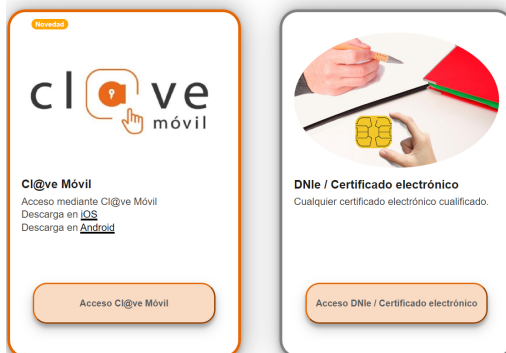 Novedad
cl@ve
móvil
Cl@ve Móvil
Acceso mediante Cl@ve Móvil
Descarga en iOS
Descarga en Android
Acceso Cl@ve Móvil
DNIe / Certificado electrónico
Cualquier certificado electrónico cualificado.
Acceso DNIe / Certificado electrónico